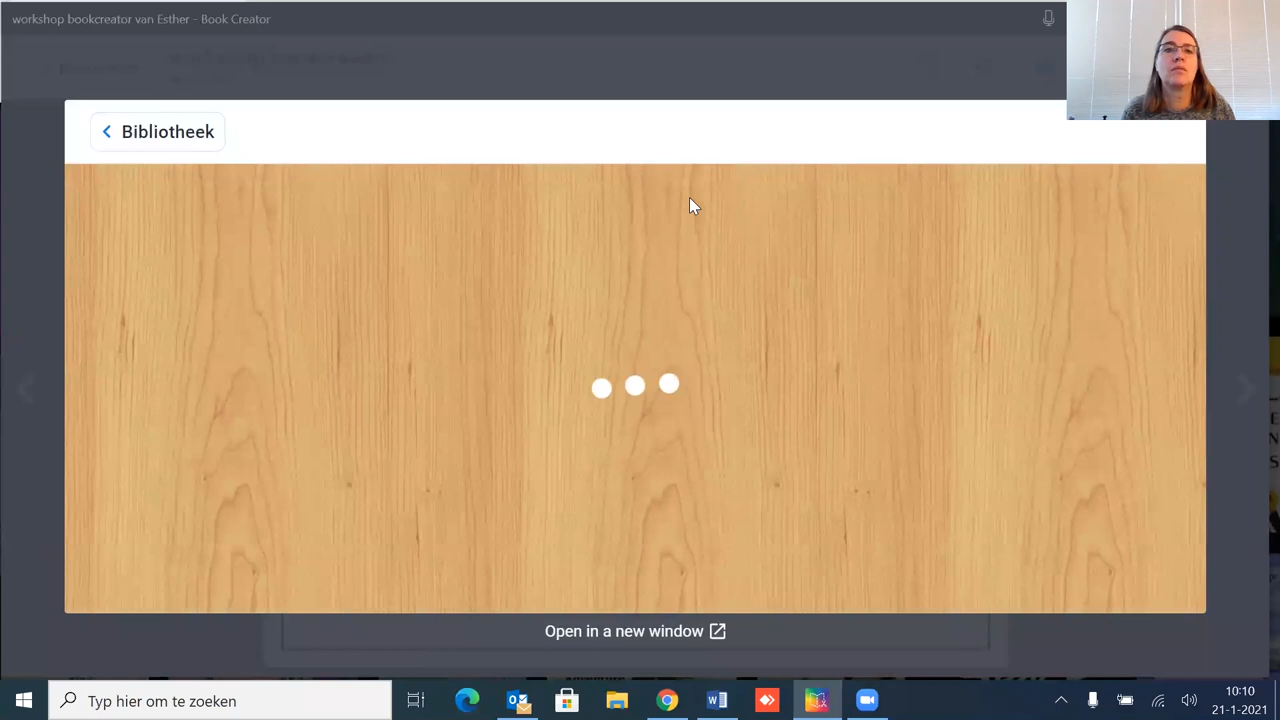 workshop bookcreator van Esther - Book Creator
Bibliotheek
Open in a new window
Typ hier om te zoeken
10:10
21-1-2021